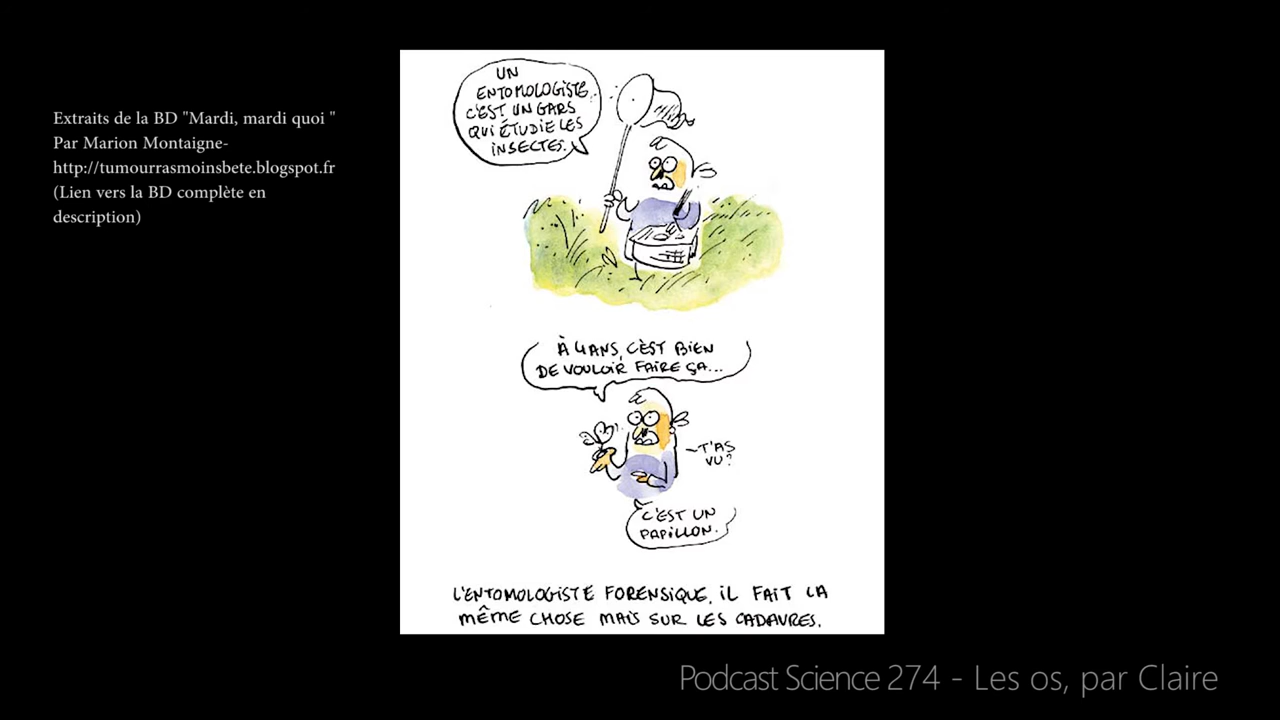 Extraits de la BD "Mardi, mardi quoi "
Par Marion Montaigne-
http://tumourrasmoinsbete.blogspot.fr
(Lien vers la BD complète en
description)
UN
ENTOMOLOGISTE,
C'EST UN GARS
QUI ÉTUDIE LES
INSECTES.
À 4 ANS, C'EST BIEN
DE VOULOIR FAIRE ÇA...
T'AS
VU?
C'EST UN
PAPILLON.
L'ENTOMOLOGISTE FORENSIQUE, IL FAIT LA
MÊME CHOSE MAIS SUR LES CADAVRES.
Podcast Science 274 - Les os, par Claire